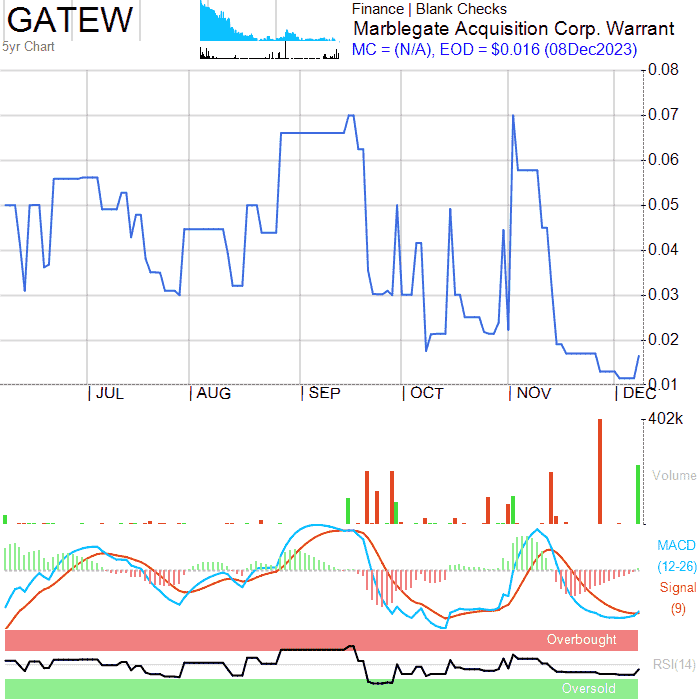 GATEW
5yr Chart
Finance | Blank Checks
Marblegate Acquisition Corp. Warrant
MC = (N/A), EOD = $0.016 (08Dec2023)
0.08
0.07
0.06
0.05
0.04
0.03
0.02
0.01
JUL AUG SEP OCT NOV DEC
402k
Volume
MACD
(12-26)
Signal
(9)
Overbought
RSI(14)
Oversold